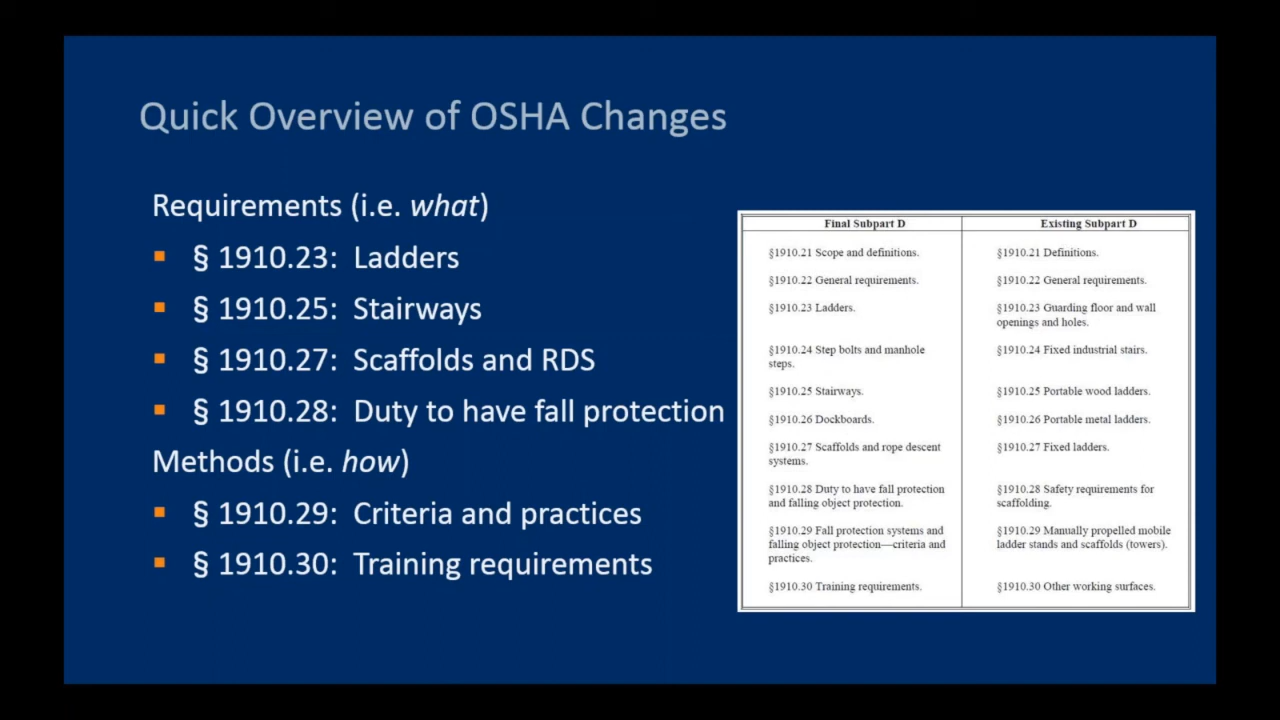 Quick Overview of OSHA Changes
Requirements (i.e. what)
▪ § 1910.23: Ladders
▪ § 1910.25: Stairways
▪ § 1910.27: Scaffolds and RDS
▪ § 1910.28: Duty to have fall protection
Methods (i.e. how)
▪ § 1910.29: Criteria and practices
▪ § 1910.30: Training requirements
Final Subpart D
§1910.21 Scope and definitions.
§1910.22 General requirements.
§1910.23 Ladders.
§1910.24 Step bolts and manhole
steps.
§1910.25 Stairways.
§1910.26 Dockboards.
§1910.27 Scaffolds and rope descent
systems.
§1910.28 Duty to have fall protection
and falling object protection.
§1910.29 Fall protection systems and
falling object protection—criteria and
practices.
§1910.30 Training requirements.
Existing Subpart D
§1910.21 Definitions.
§1910.22 General requirements.
§1910.23 Guarding floor and wall
openings and holes.
§1910.24 Fixed industrial stairs.
§1910.25 Portable wood ladders.
§1910.26 Portable metal ladders.
§1910.27 Fixed ladders.
§1910.28 Safety requirements for
scaffolding.
§1910.29 Manually propelled mobile
ladder stands and scaffolds (towers).
§1910.30 Other working surfaces.